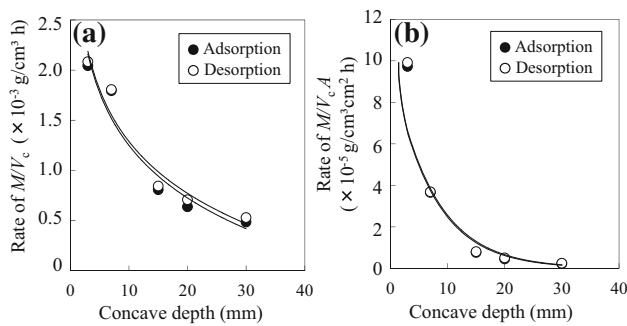 (a)
Adsorption
Desorption
Rate of M/Vc (×10⁻³ g/cm³ h)
2.5
2.0
1.5
1.0
0.5
0
0 10 20 30 40
Concave depth (mm)
(b)
Adsorption
Desorption
Rate of M/VcA
(×10⁻⁵ g/cm³cm² h)
12
10
8
6
4
2
0
0 10 20 30 40
Concave depth (mm)